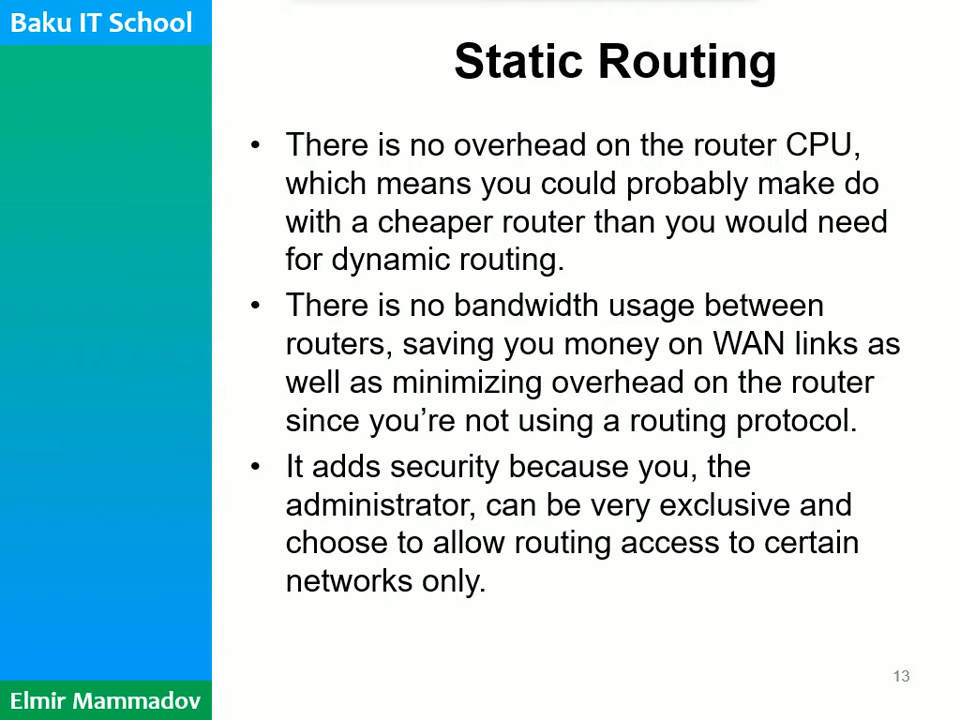 Baku IT School
Static Routing
• There is no overhead on the router CPU,
which means you could probably make do
with a cheaper router than you would need
for dynamic routing.
• There is no bandwidth usage between
routers, saving you money on WAN links as
well as minimizing overhead on the router
since you’re not using a routing protocol.
• It adds security because you, the
administrator, can be very exclusive and
choose to allow routing access to certain
networks only.
13
Elmir Mammadov